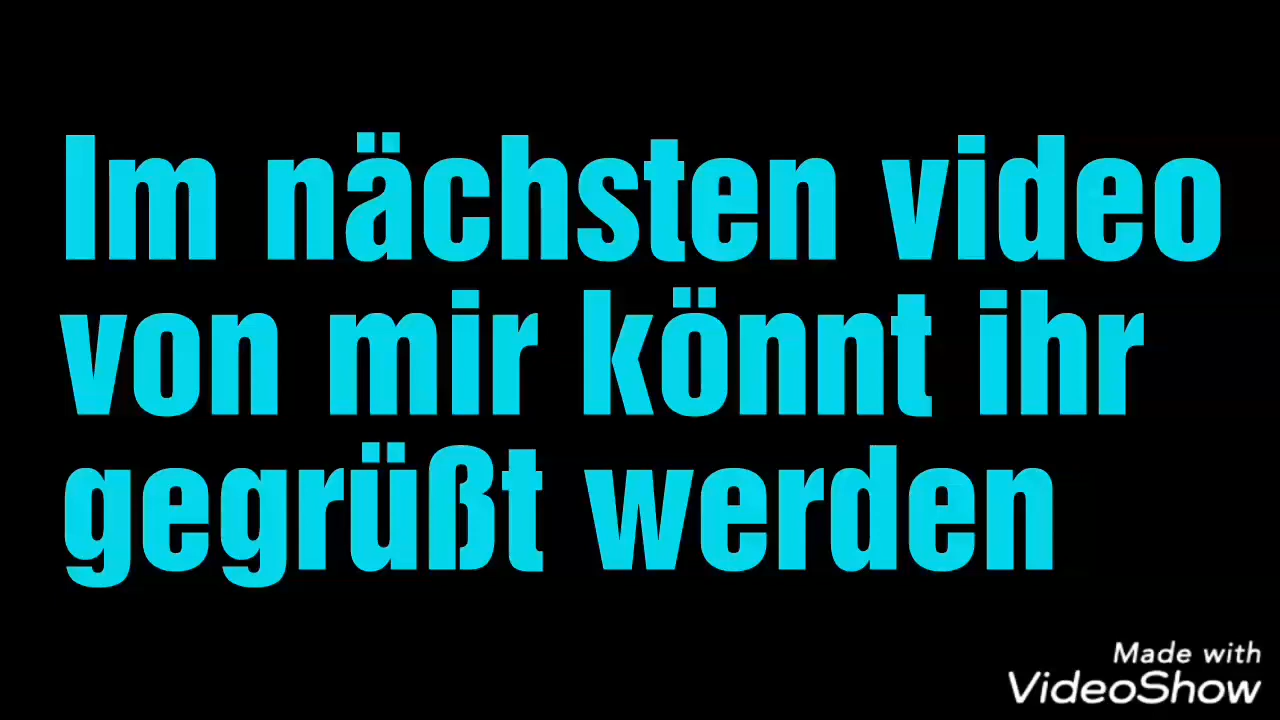 Im nächsten video
von mir könnt ihr
gegrüßt werden
Made with
VideoShow